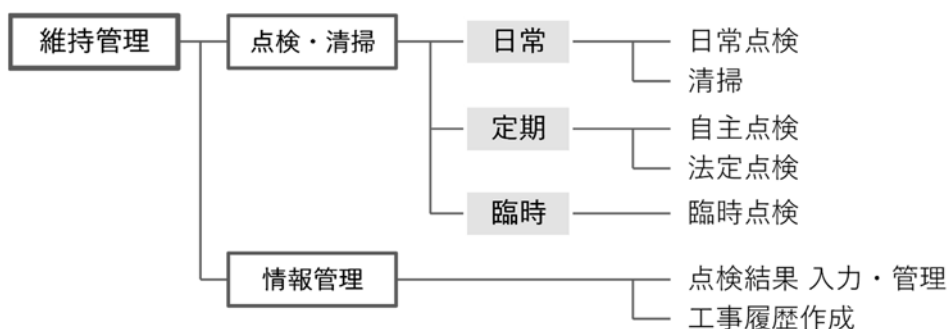 維持管理
点検・清掃
日常
日常点検
清掃
定期
自主点検
法定点検
臨時
臨時点検
情報管理
点検結果 入力・管理
工事履歴作成